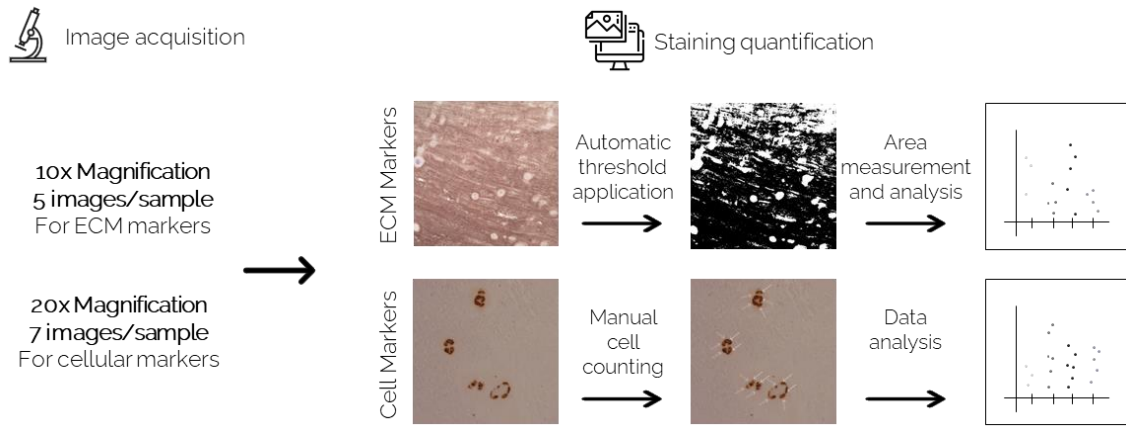 Image acquisition
Staining quantification
10x Magnification
5 images/sample
For ECM markers
20x Magnification
7 images/sample
For cellular markers
ECM Markers
Automatic
threshold
application
Area
measurement
and analysis
Cell Markers
Manual
cell
counting
Data
analysis